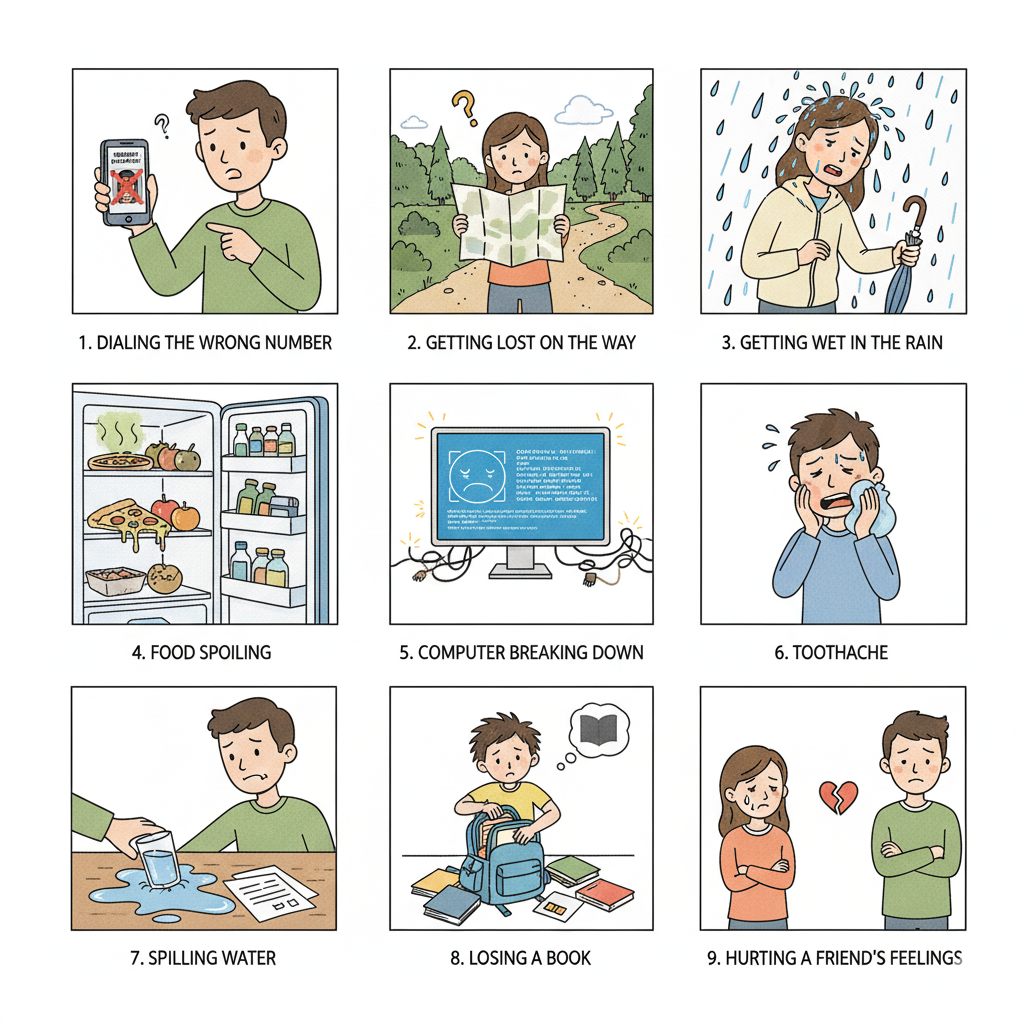 1. DIALING THE WRONG NUMBER
2. GETTING LOST ON THE WAY
3. GETTING WET IN THE RAIN
4. FOOD SPOILING
5. COMPUTER BREAKING DOWN
6. TOOTHACHE
7. SPILLING WATER
8. LOSING A BOOK
9. HURTING A FRIEND'S FEELINGS